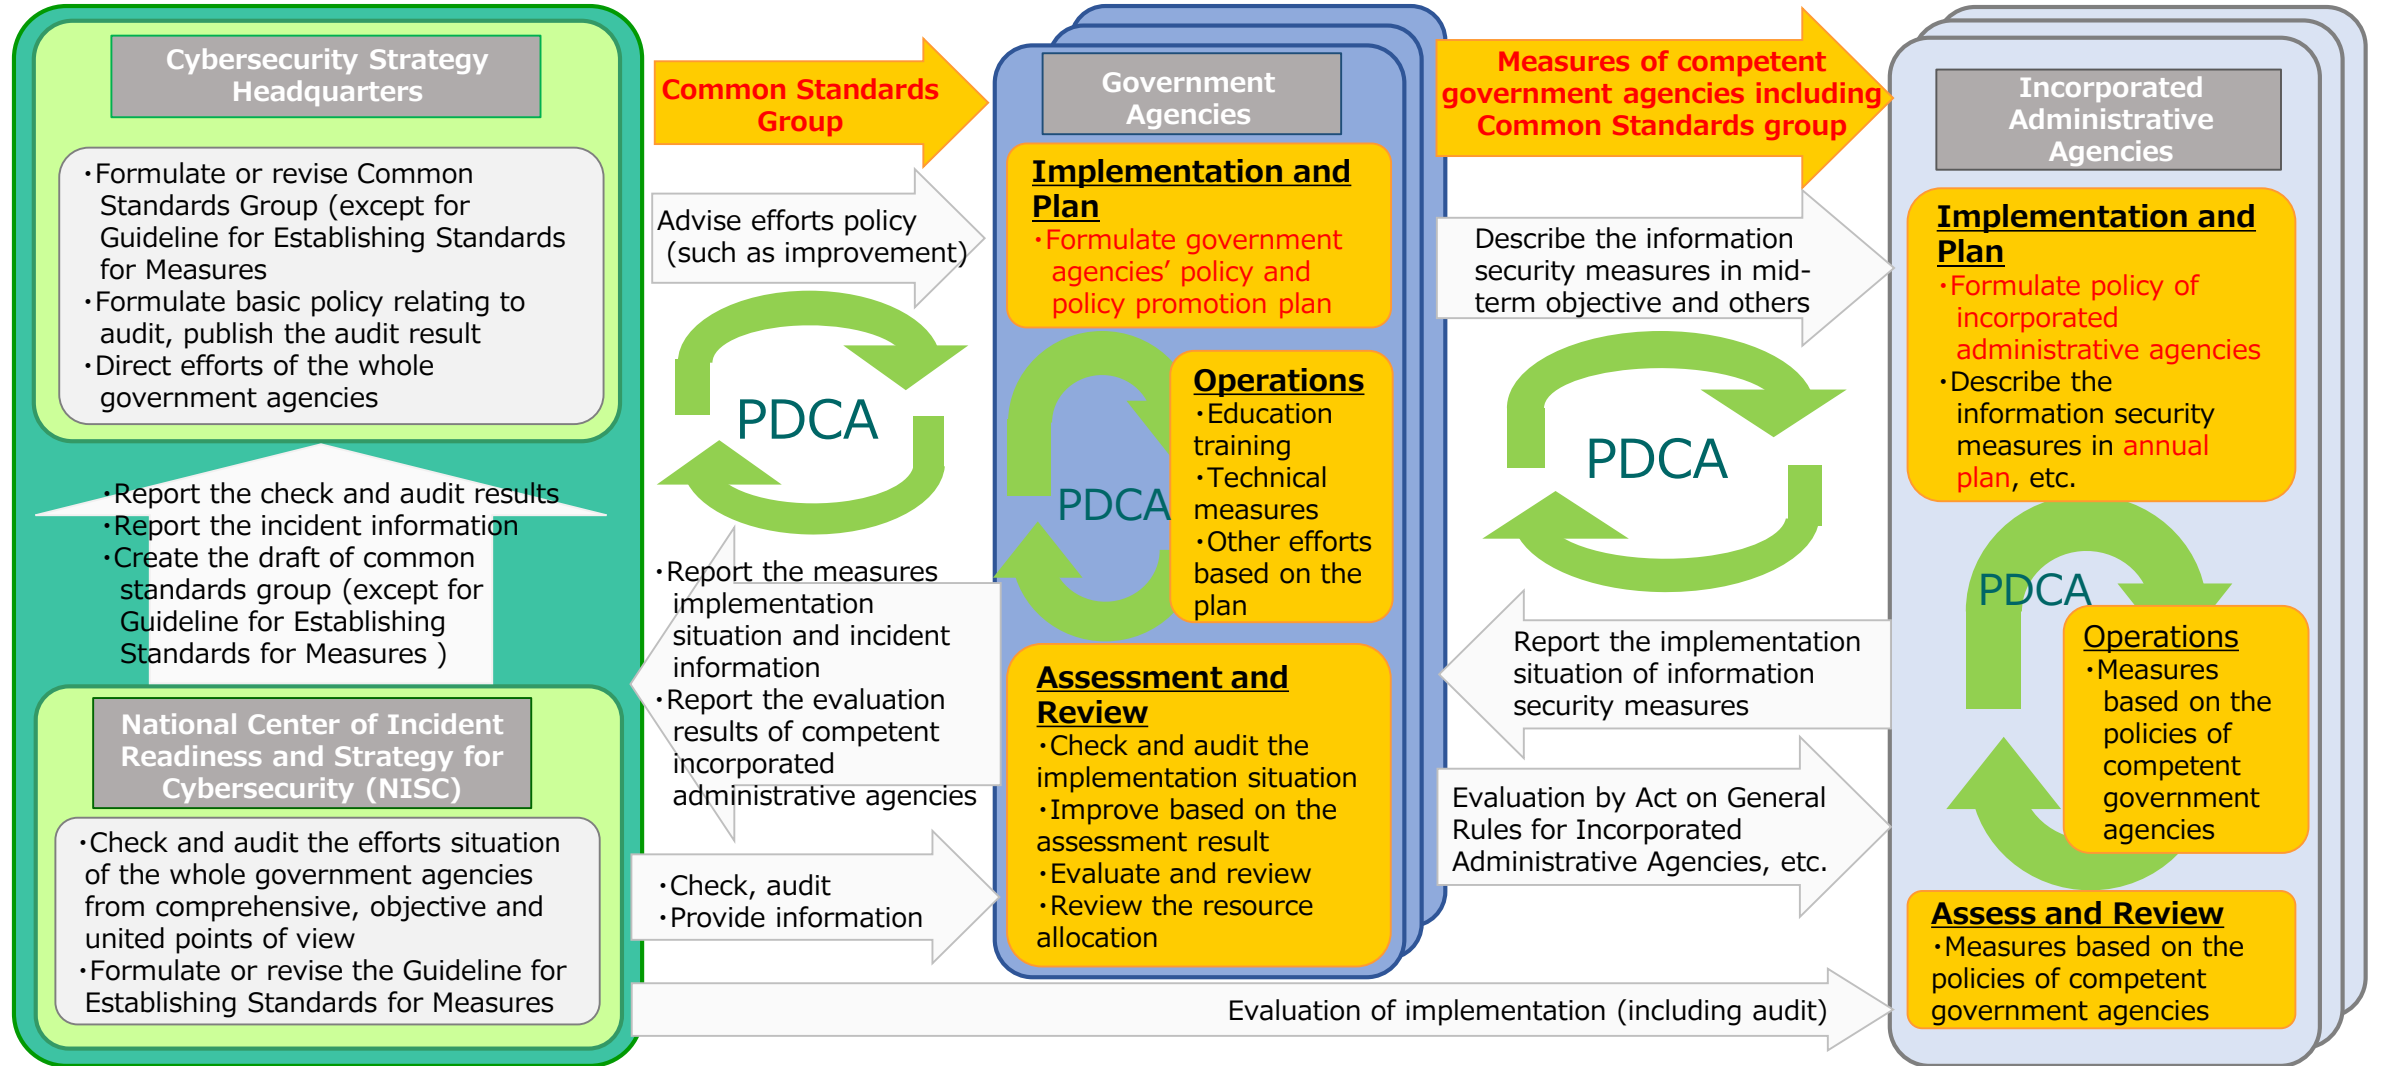 Cybersecurity Strategy
Headquarters
・Formulate or revise Common
Standards Group (except for
Guideline for Establishing Standards
for Measures
・Formulate basic policy relating to
audit, publish the audit result
・Direct efforts of the whole
government agencies
・Report the check and audit results
・Report the incident information
・Create the draft of common
standards group (except for
Guideline for Establishing
Standards for Measures )
National Center of Incident
Readiness and Strategy for
Cybersecurity (NISC)
・Check and audit the efforts situation
of the whole government agencies
from comprehensive, objective and
united points of view
・Formulate or revise the Guideline for
Establishing Standards for Measures
Common Standards
Group
Advise efforts policy
(such as improvement)
PDCA
・Report the measures
implementation
situation and incident
information
・Report the evaluation
results of competent
incorporated
administrative agencies
・Check, audit
・Provide information
Government
Agencies
Implementation and
Plan
・Formulate government
agencies’ policy and
policy promotion plan
PDCA
Operations
・Education
training
・Technical
measures
・Other efforts
based on the
plan
Assessment and
Review
・Check and audit the
implementation situation
・Improve based on the
assessment result
・Evaluate and review
・Review the resource
allocation
Measures of competent
government agencies including
Common Standards group
Describe the information
security measures in mid-
term objective and others
PDCA
Report the implementation
situation of information
security measures
Evaluation by Act on General
Rules for Incorporated
Administrative Agencies, etc.
Evaluation of implementation (including audit)
Incorporated
Administrative
Agencies
Implementation and
Plan
・Formulate policy of
incorporated
administrative agencies
・Describe the
information security
measures in annual
plan, etc.
PDCA
Operations
・Measures
based on the
policies of
competent
government
agencies
Assess and Review
・Measures based on the
policies of competent
government agencies